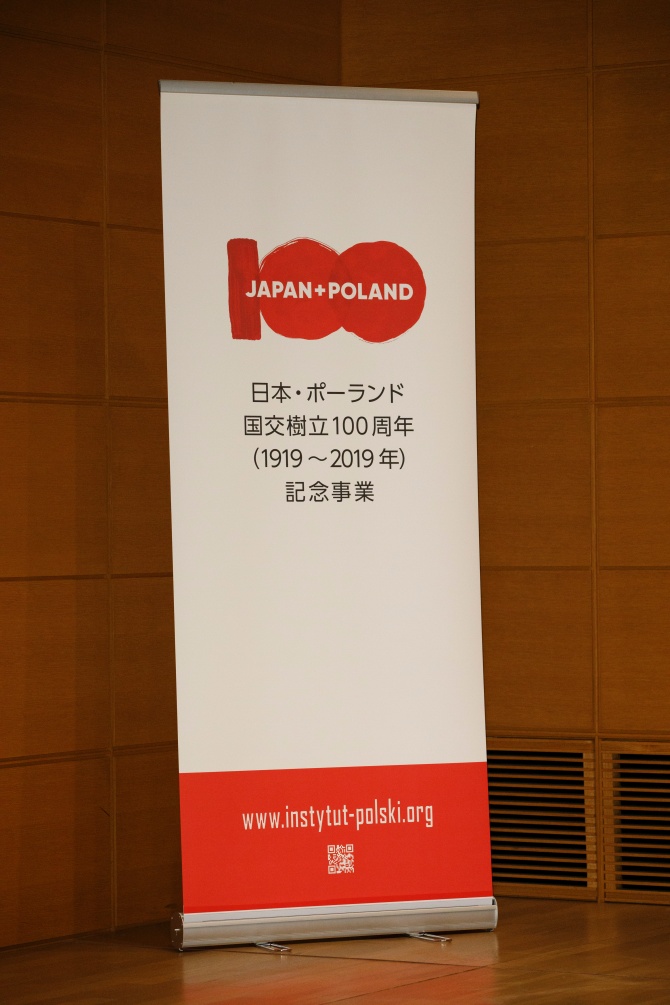 JAPAN+POLAND
日本・ポーランド
国交樹立100周年
(1919～2019年)
記念事業
www.instytut-polski.org